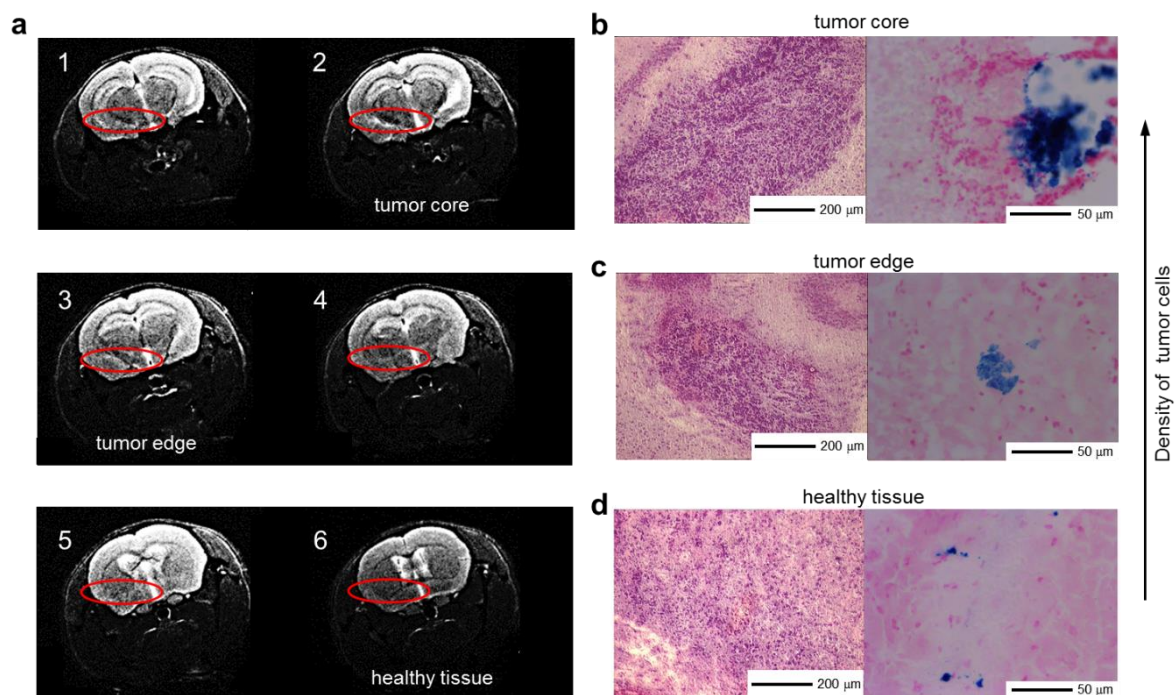 a
1
2
tumor core
3
4
tumor edge
5
6
healthy tissue
b
tumor core
200 μm
50 μm
c
tumor edge
200 μm
50 μm
d
healthy tissue
200 μm
50 μm
Density of tumor cells